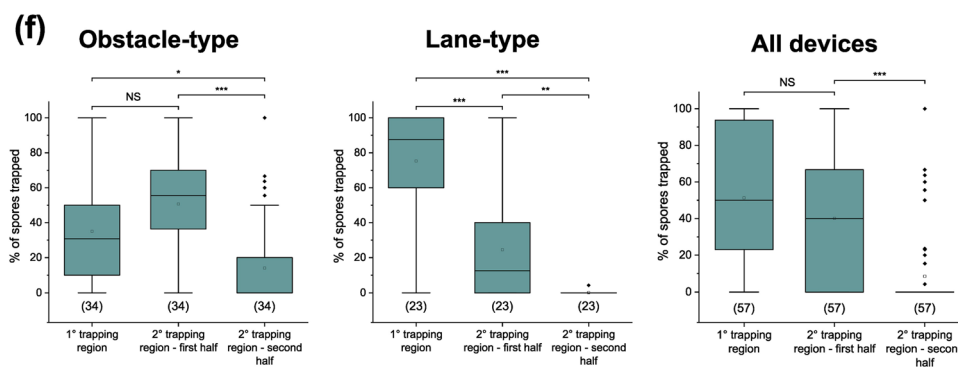 (f)
Obstacle-type
*
NS
***
% of spores trapped
100
80
60
40
20
0
(34)
(34)
(34)
1° trapping
region
2° trapping
region - first half
2° trapping
region - second
half
Lane-type
***
***
**
% of spores trapped
100
80
60
40
20
0
(23)
(23)
(23)
1° trapping
region
2° trapping
region - first half
2° trapping
region - second
half
All devices
NS
***
% of spores trapped
100
80
60
40
20
0
(57)
(57)
(57)
1° trapping
region
2° trapping
region - first half
2° trapping
region - second
half